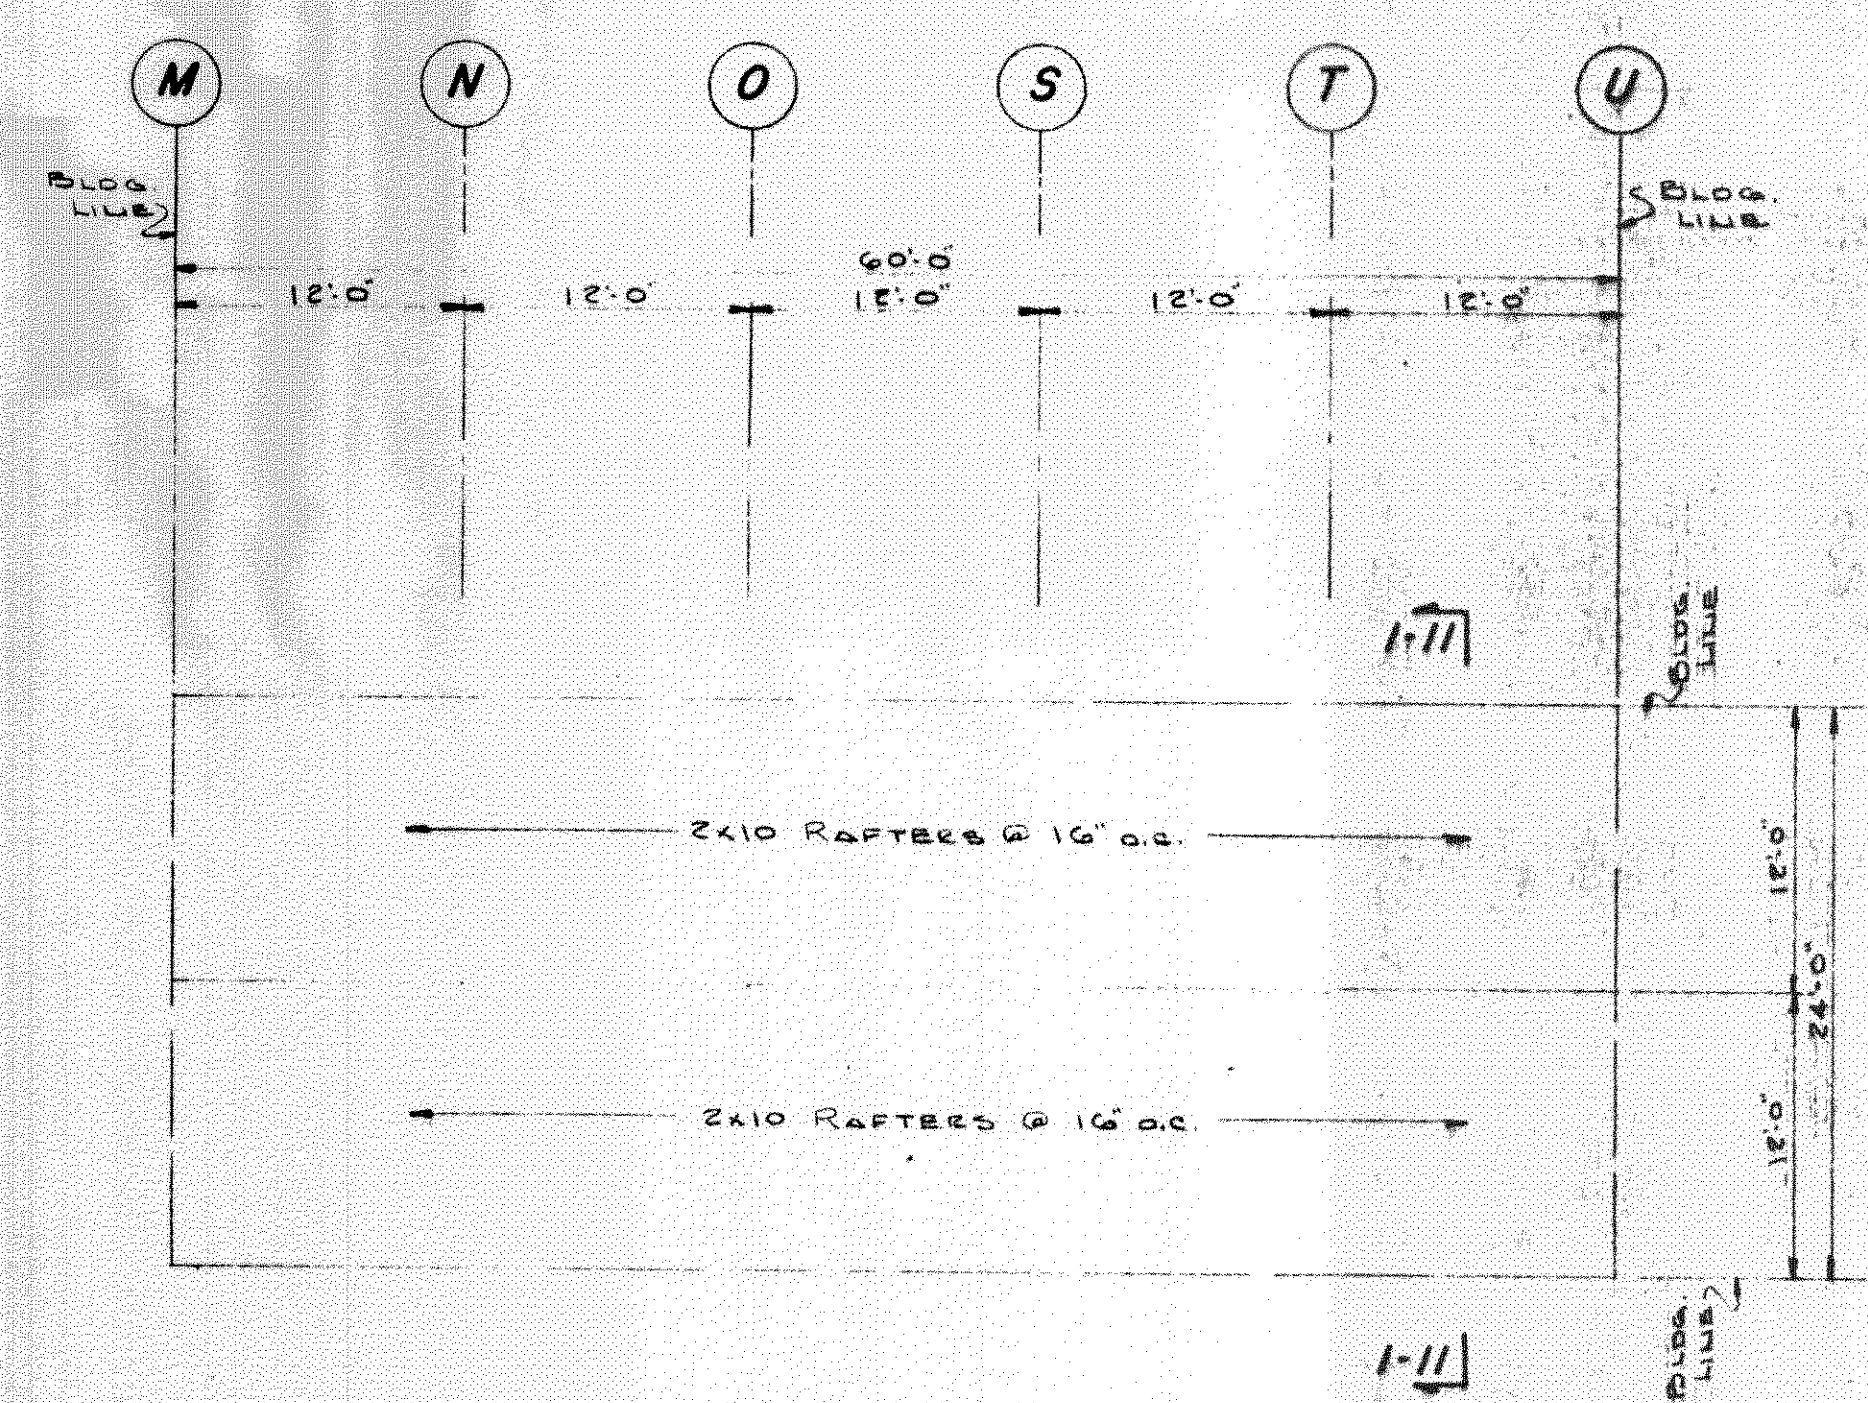 M N O S T U
BLDG.
LINE
BLDG.
LINE
60'-0"
12'-0" 12'-0" 12'-0" 12'-0" 12'-0"
1-11
BLDG.
LINE
2x10 RAFTERS @ 16" O.C.
12'-0"
24'-0"
2x10 RAFTERS @ 16" O.C.
12'-0"
1-11
BLDG.
LINE